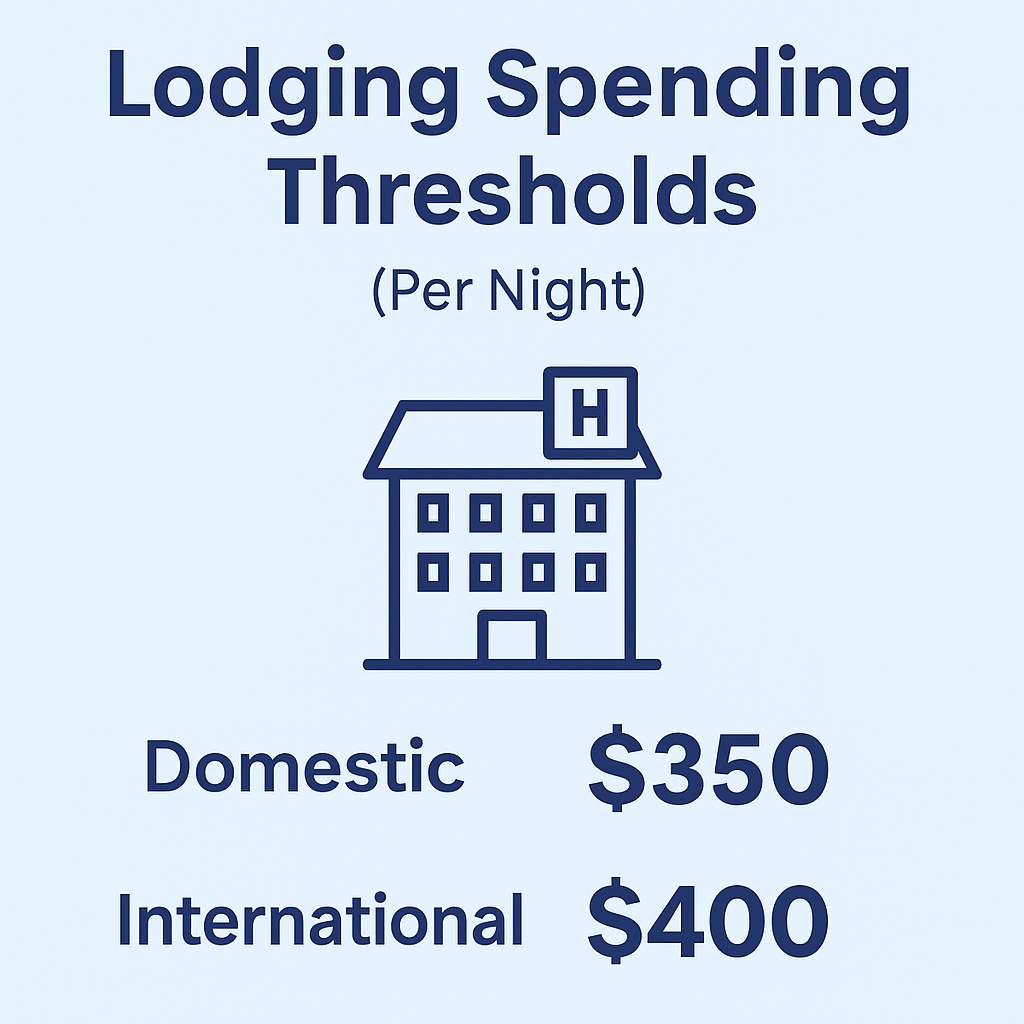 Lodging Spending
Thresholds
(Per Night)
H
Domestic $350
International $400